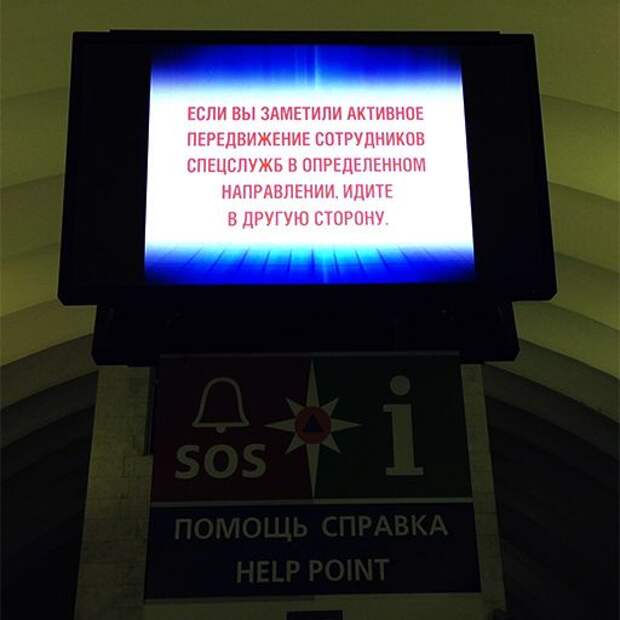 ЕСЛИ ВЫ ЗАМЕТИЛИ АКТИВНОЕ
ПЕРЕДВИЖЕНИЕ СОТРУДНИКОВ
СПЕЦСЛУЖБ В ОПРЕДЕЛЕННОМ
НАПРАВЛЕНИИ, ИДИТЕ
В ДРУГУЮ СТОРОНУ.
SOS i
ПОМОЩЬ СПРАВКА
HELP POINT